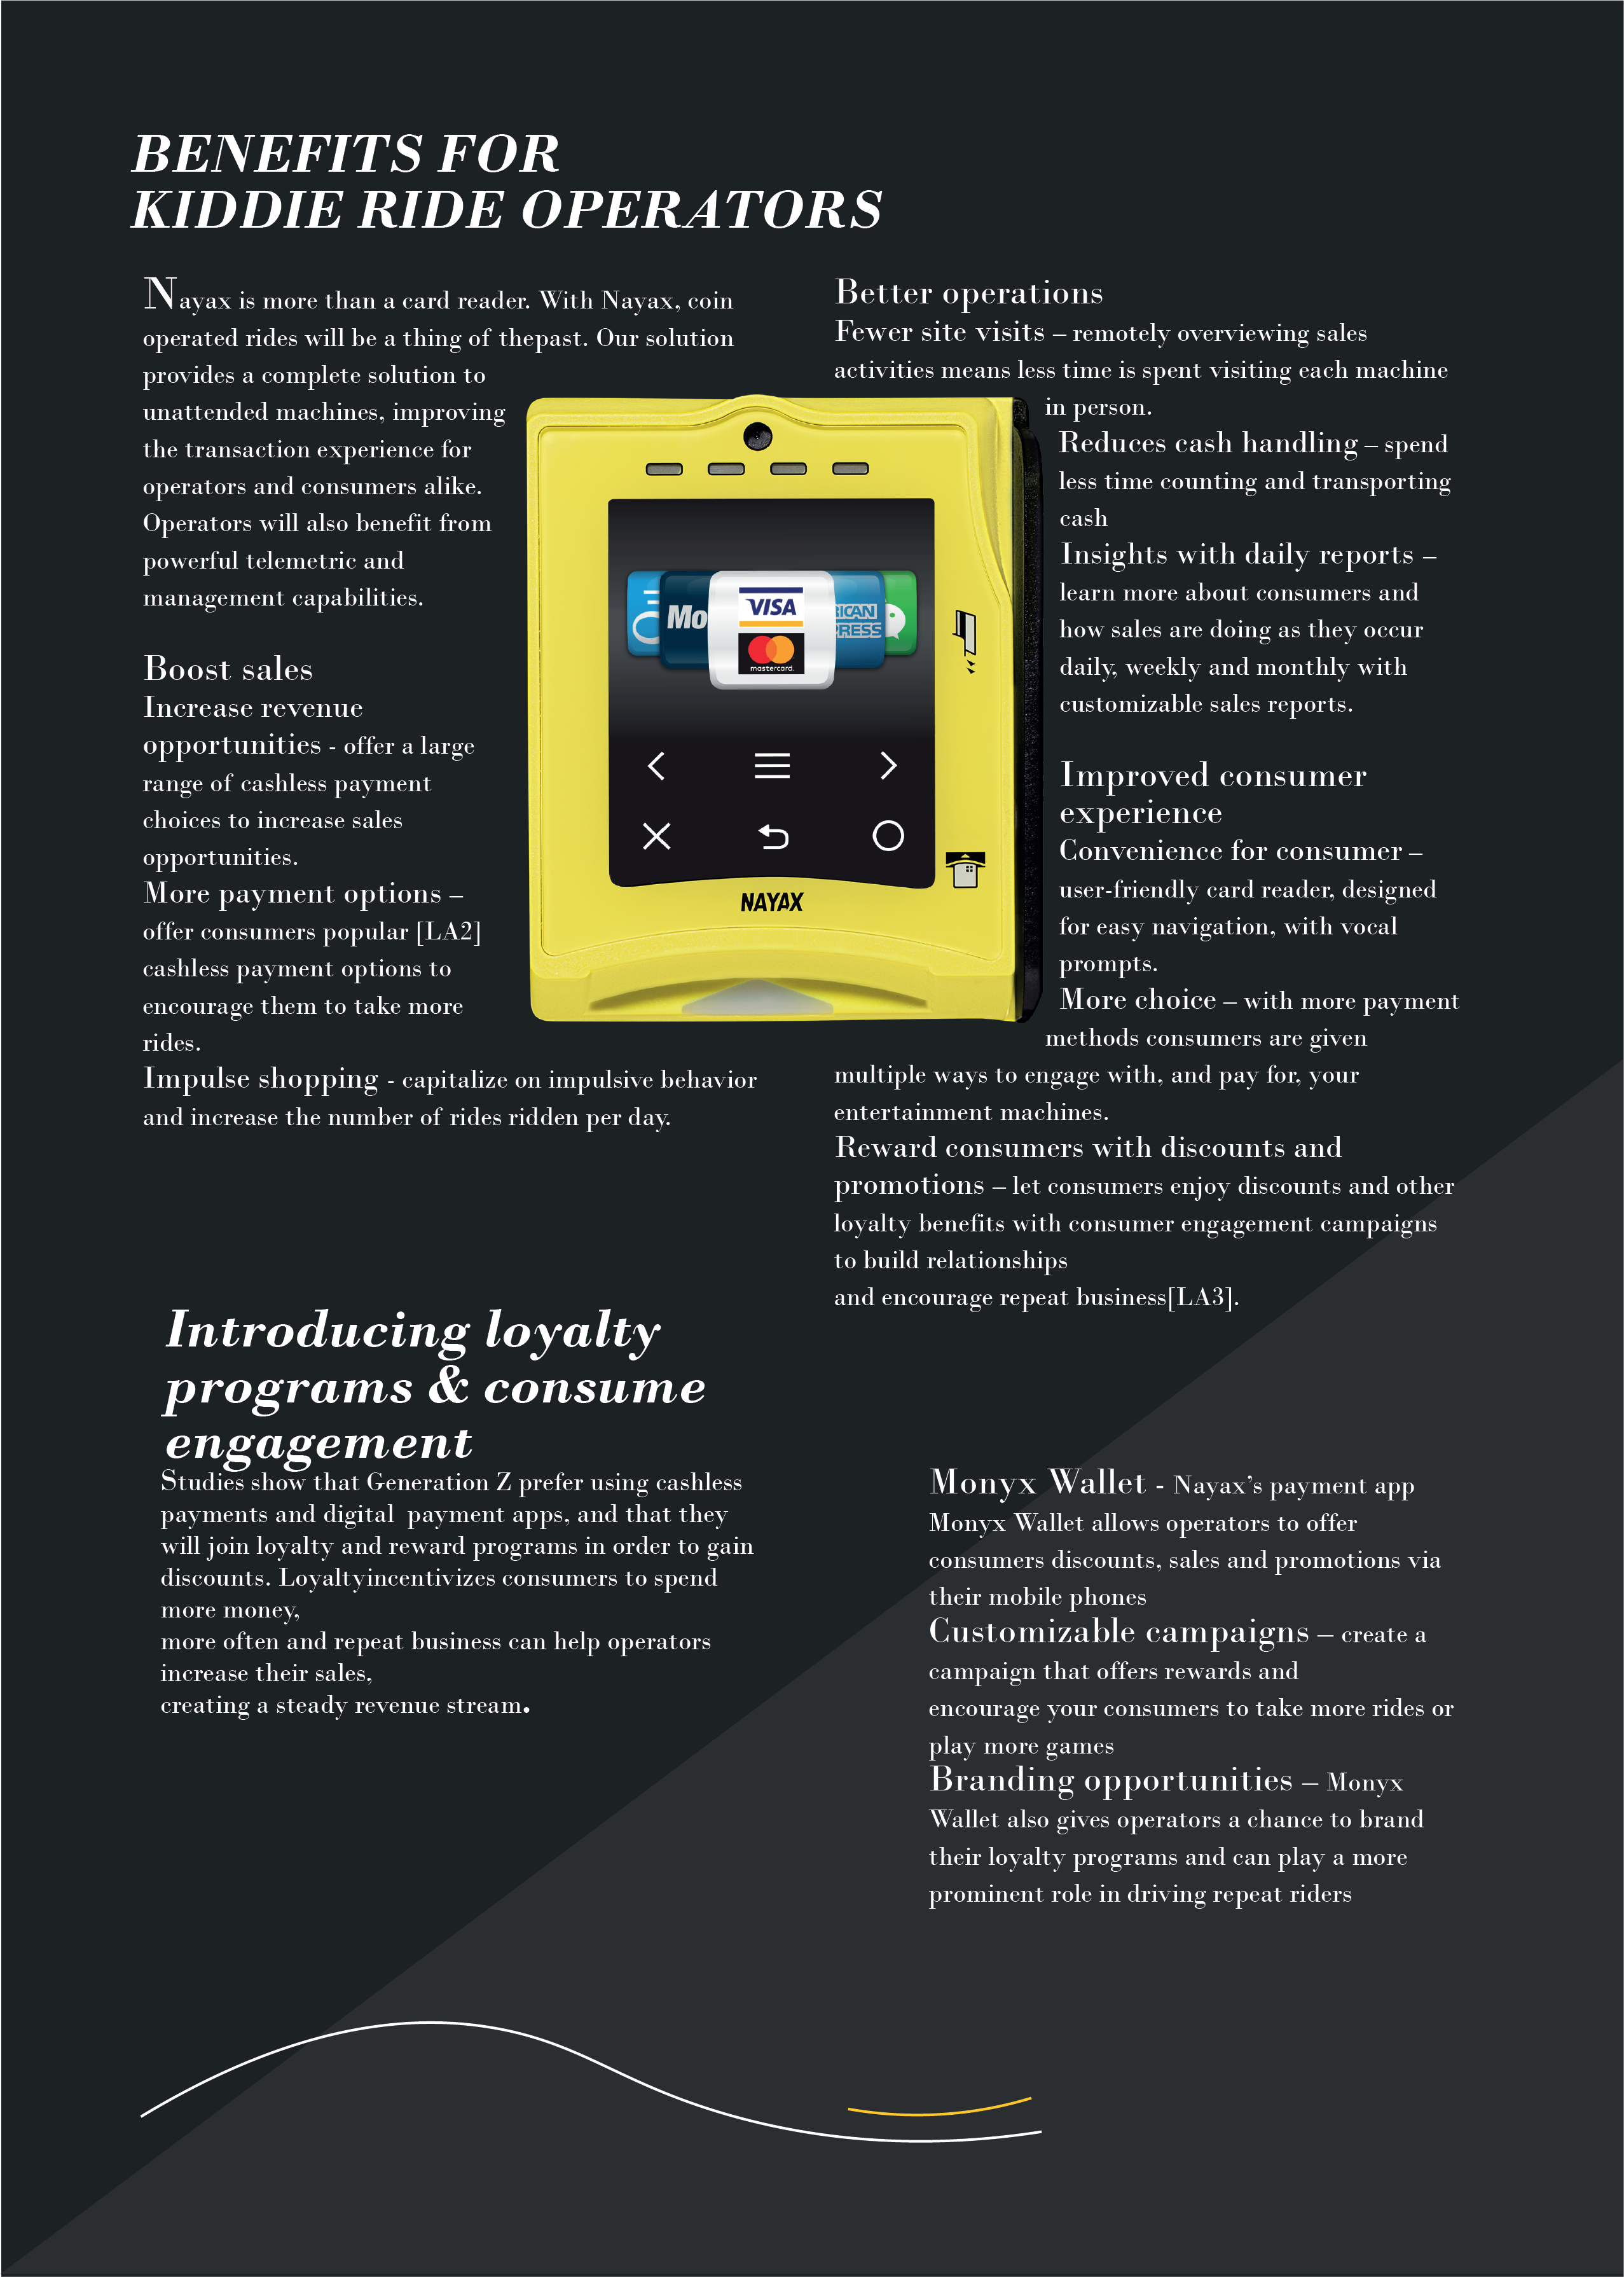 BENEFITS FOR
KIDDIE RIDE OPERATORS
Nayax is more than a card reader. With Nayax, coin
operated rides will be a thing of thepast. Our solution
provides a complete solution to
unattended machines, improving
the transaction experience for
operators and consumers alike.
Operators will also benefit from
powerful telemetric and
management capabilities.
Boost sales
Increase revenue
opportunities - offer a large
range of cashless payment
choices to increase sales
opportunities.
More payment options –
offer consumers popular [LA2]
cashless payment options to
encourage them to take more
rides.
Impulse shopping - capitalize on impulsive behavior
and increase the number of rides ridden per day.
Mo
VISA
mastercard.
ICAN
PRESS
NAYAX
Better operations
Fewer site visits – remotely overviewing sales
activities means less time is spent visiting each machine
in person.
Reduces cash handling – spend
less time counting and transporting
cash
Insights with daily reports –
learn more about consumers and
how sales are doing as they occur
daily, weekly and monthly with
customizable sales reports.
Improved consumer
experience
Convenience for consumer –
user-friendly card reader, designed
for easy navigation, with vocal
prompts.
More choice – with more payment
methods consumers are given
multiple ways to engage with, and pay for, your
entertainment machines.
Reward consumers with discounts and
promotions – let consumers enjoy discounts and other
loyalty benefits with consumer engagement campaigns
to build relationships
and encourage repeat business[LA3].
Introducing loyalty
programs & consume
engagement
Studies show that Generation Z prefer using cashless
payments and digital  payment apps, and that they
will join loyalty and reward programs in order to gain
discounts. Loyaltyincentivizes consumers to spend
more money,
more often and repeat business can help operators
increase their sales,
creating a steady revenue stream.
Monyx Wallet - Nayax’s payment app
Monyx Wallet allows operators to offer
consumers discounts, sales and promotions via
their mobile phones
Customizable campaigns – create a
campaign that offers rewards and
encourage your consumers to take more rides or
play more games
Branding opportunities – Monyx
Wallet also gives operators a chance to brand
their loyalty programs and can play a more
prominent role in driving repeat riders